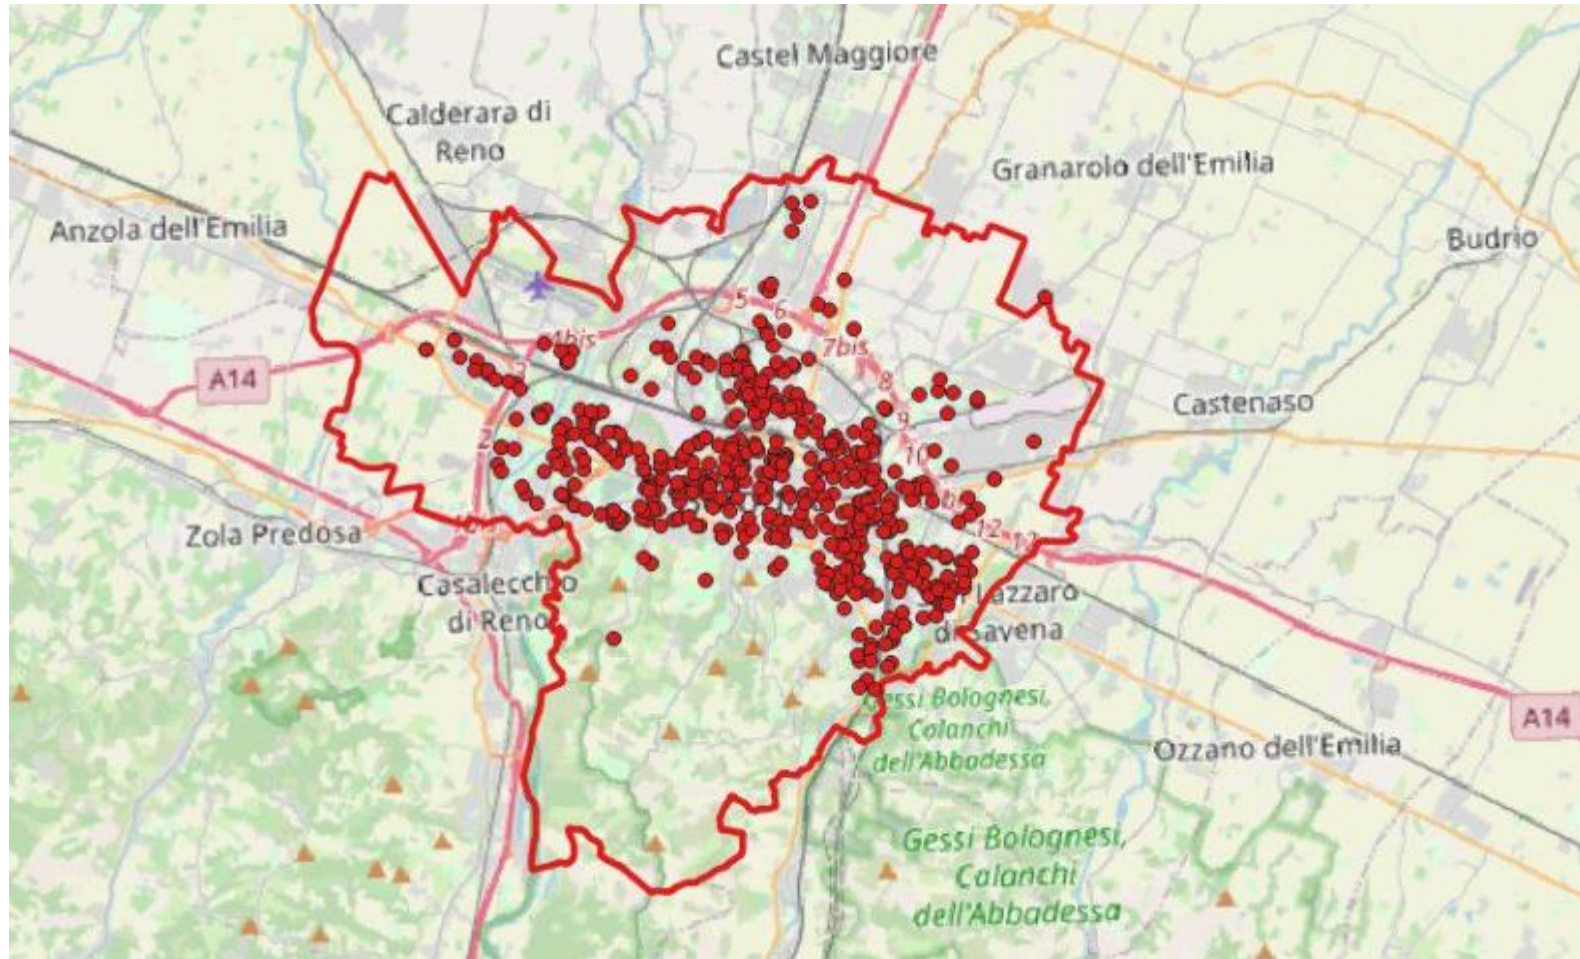 Castel Maggiore
Calderara di
Reno
Granarolo dell'Emilia
Anzola dell'Emilia
Budrio
5
6
4bis
7bis
A14
3
8
Castenaso
9
2
10
Zola Predosa
12
13
Casalecchio
di Reno
Lazzaro
di Savena
Gessi Bolognesi,
Calanchi
dell'Abbadessa
A14
Ozzano dell'Emilia
Gessi Bolognesi,
Calanchi
dell'Abbadessa